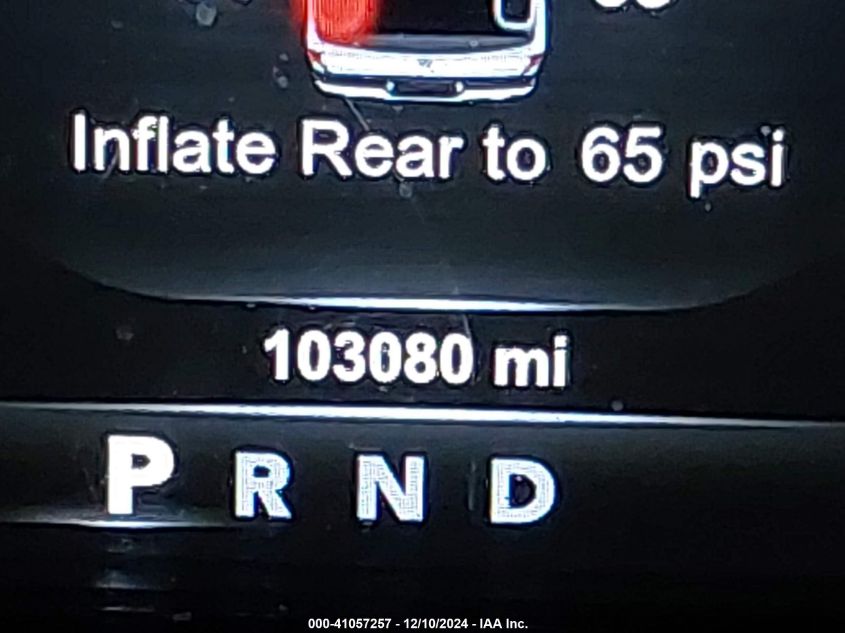 Inflate Rear to 65 psi
103080 mi
P R N D
000-41057257 - 12/10/2024 - IAA Inc.